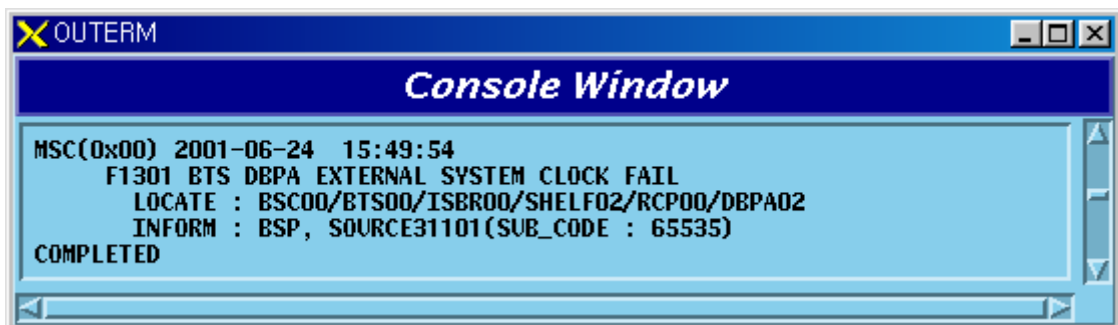 OUTERM
Console Window
MSC(0x00) 2001-06-24 15:49:54
F1301 BTS DBPA EXTERNAL SYSTEM CLOCK FAIL
LOCATE : BSC00/BTS00/ISBR00/SHELF02/RCP00/DBPA02
INFORM : BSP, SOURCE31101(SUB_CODE : 65535)
COMPLETED